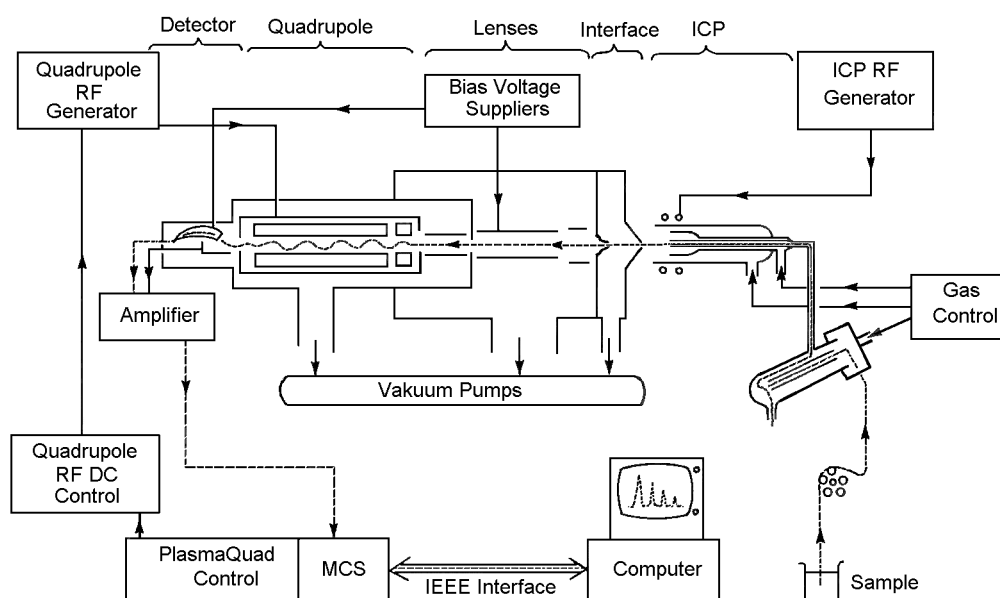 Detector
Quadrupole
Lenses
Interface
ICP
Quadrupole
RF
Generator
Bias Voltage
Suppliers
ICP RF
Generator
Amplifier
Gas
Control
Vakuum Pumps
Quadrupole
RF DC
Control
PlasmaQuad
Control
MCS
IEEE Interface
Computer
Sample